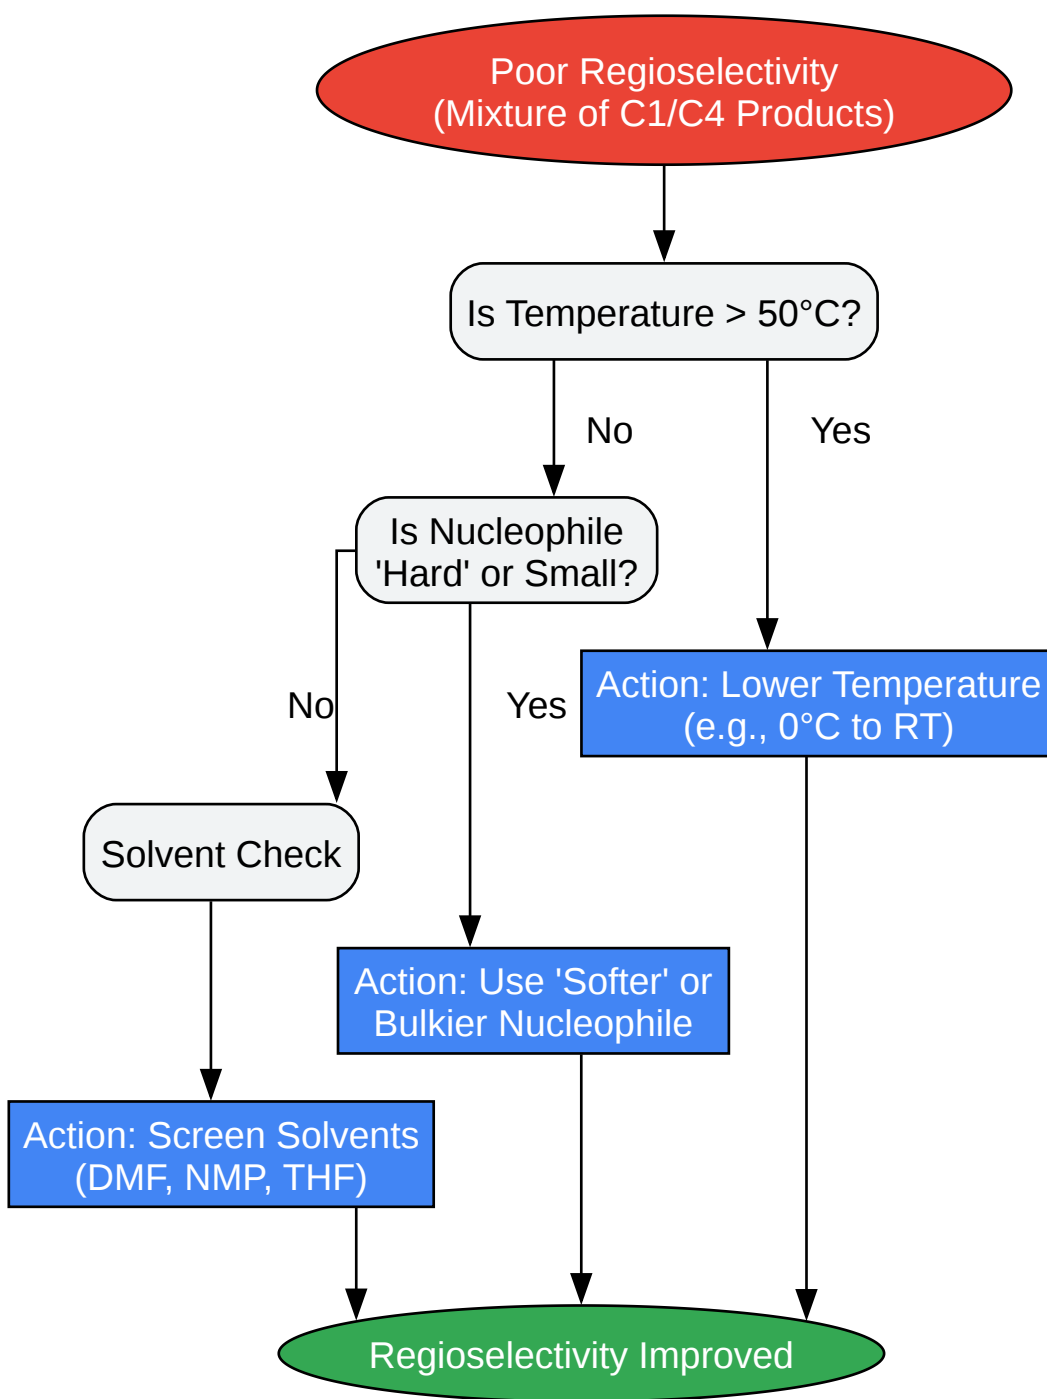 Poor Regioselectivity
(Mixture of C1/C4 Products)
Is Temperature > 50°C?
No
Yes
Is Nucleophile
'Hard' or Small?
Action: Lower Temperature
(e.g., 0°C to RT)
No
Yes
Solvent Check
Action: Use 'Softer' or
Bulkier Nucleophile
Action: Screen Solvents
(DMF, NMP, THF)
Regioselectivity Improved